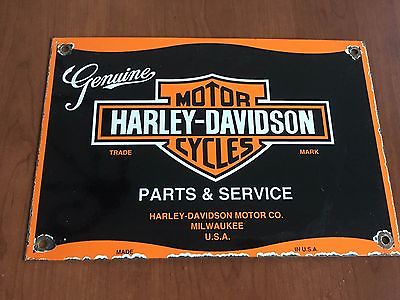 Genuine
MOTOR
HARLEY-DAVIDSON
CYCLES
TRADE MARK
PARTS & SERVICE
HARLEY-DAVIDSON MOTOR CO.
MILWAUKEE
U.S.A.
MADE IN U.S.A.